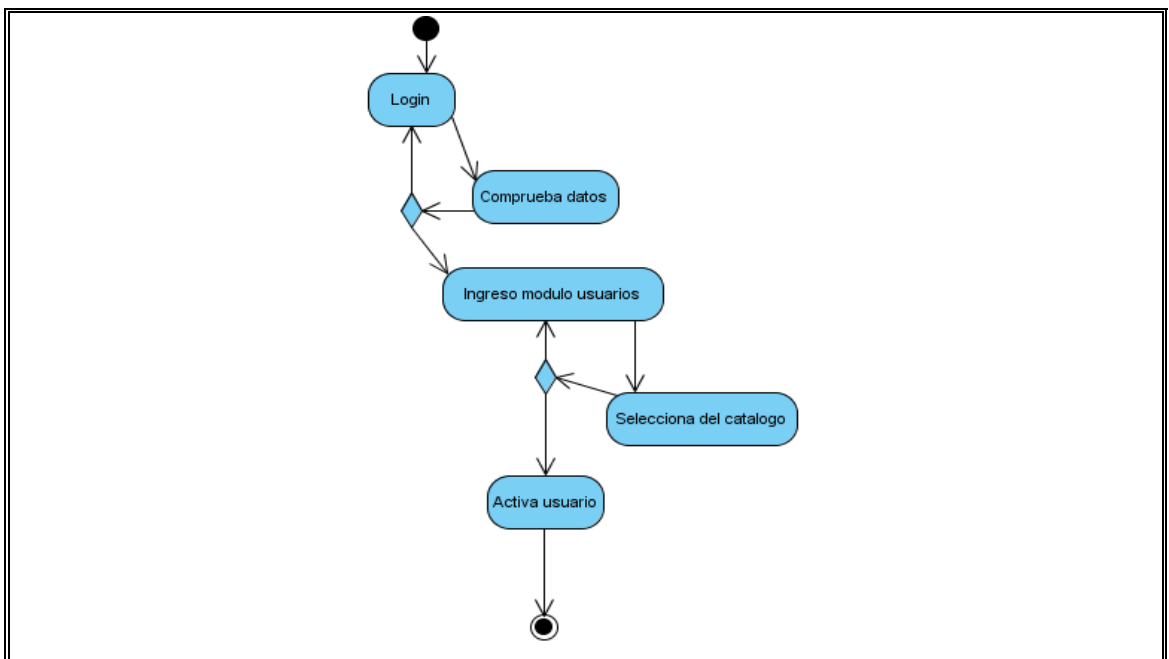 Login
Comprueba datos
Ingreso modulo usuarios
Selecciona del catalogo
Activa usuario